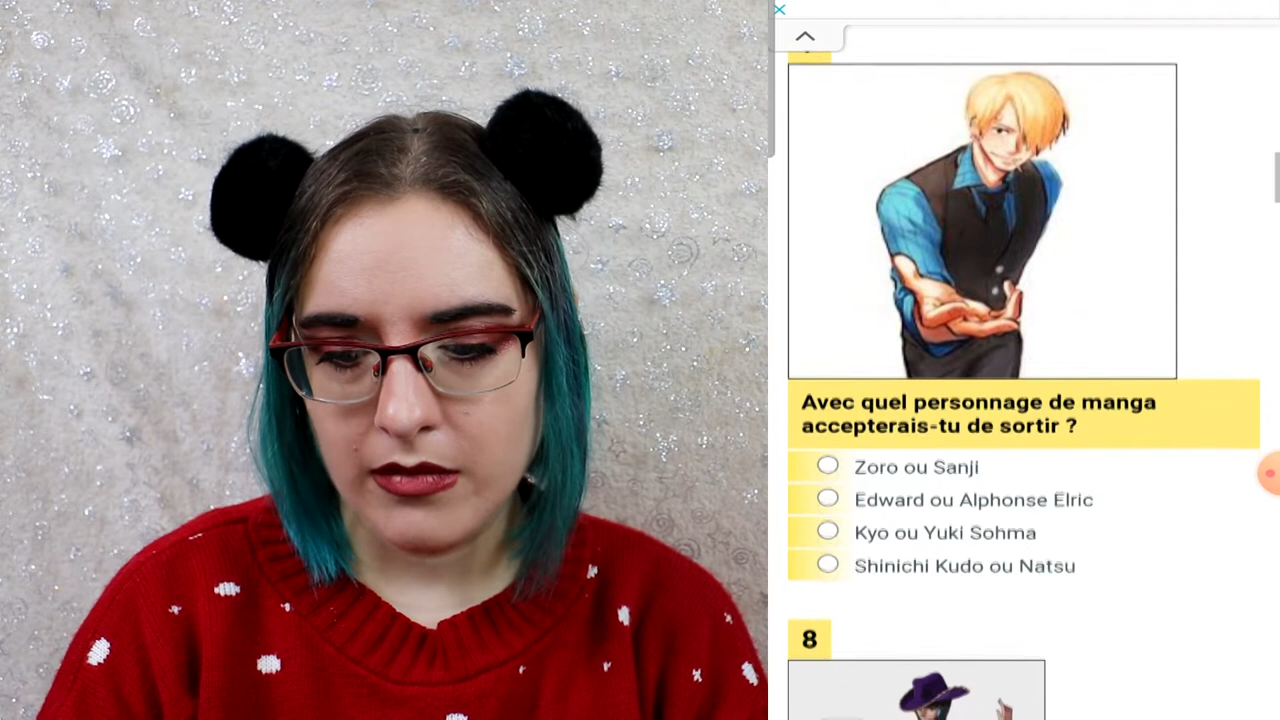 Avec quel personnage de manga
accepterais-tu de sortir ?
Zoro ou Sanji
Edward ou Alphonse Elric
Kyo ou Yuki Sohma
Shinichi Kudo ou Natsu
8